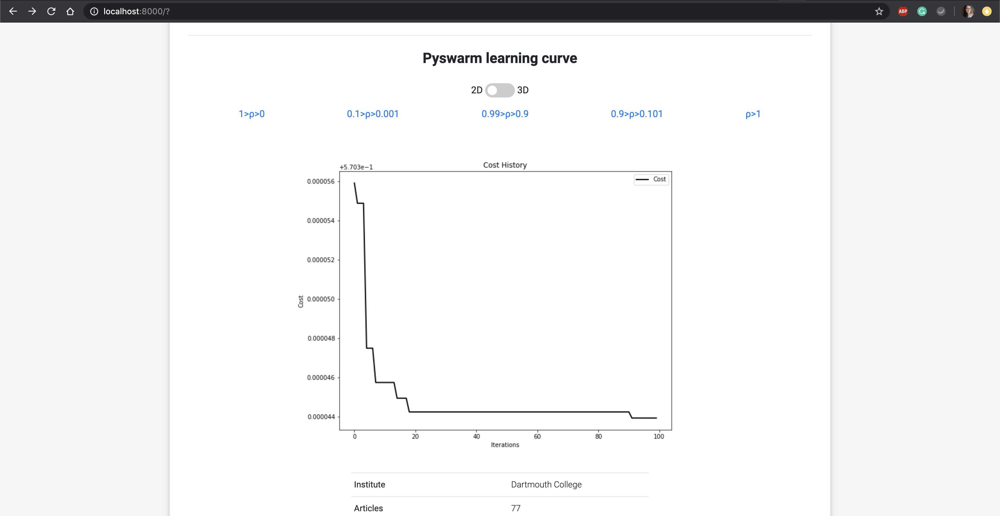 localhost:8000/?
ABP
Pyswarm learning curve
2D 3D
1>ρ>0 0.1>ρ>0.001 0.99>ρ>0.9 0.9>ρ>0.101 ρ>1
Cost History
+5.703e−1
Cost
0.000056
0.000054
0.000052
0.000050
0.000048
0.000046
0.000044
Cost
0 20 40 60 80 100
Iterations
Institute Dartmouth College
Articles 77